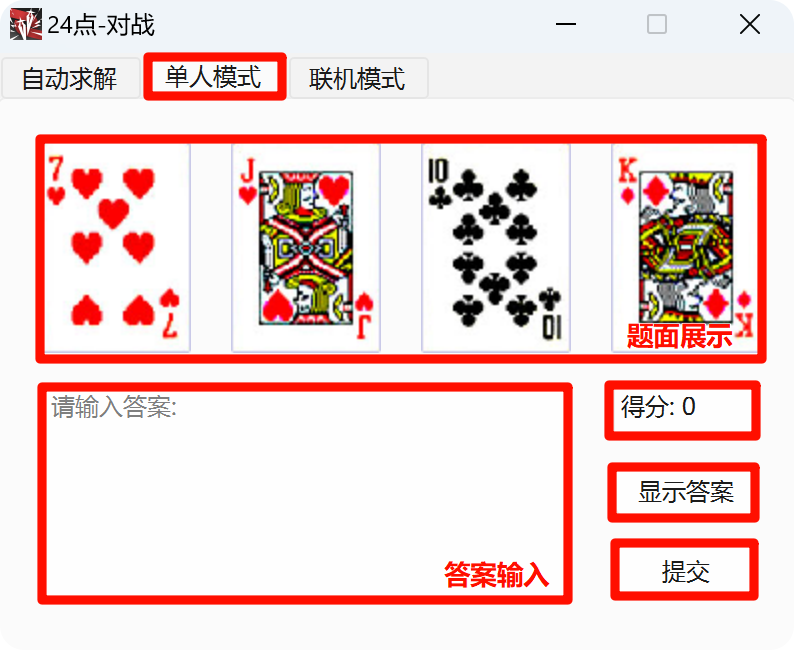 24点-对战
自动求解 单人模式 联机模式
7 J 10 K
题面展示 K
7 J 10
请输入答案: 得分: 0
显示答案
答案输入 提交